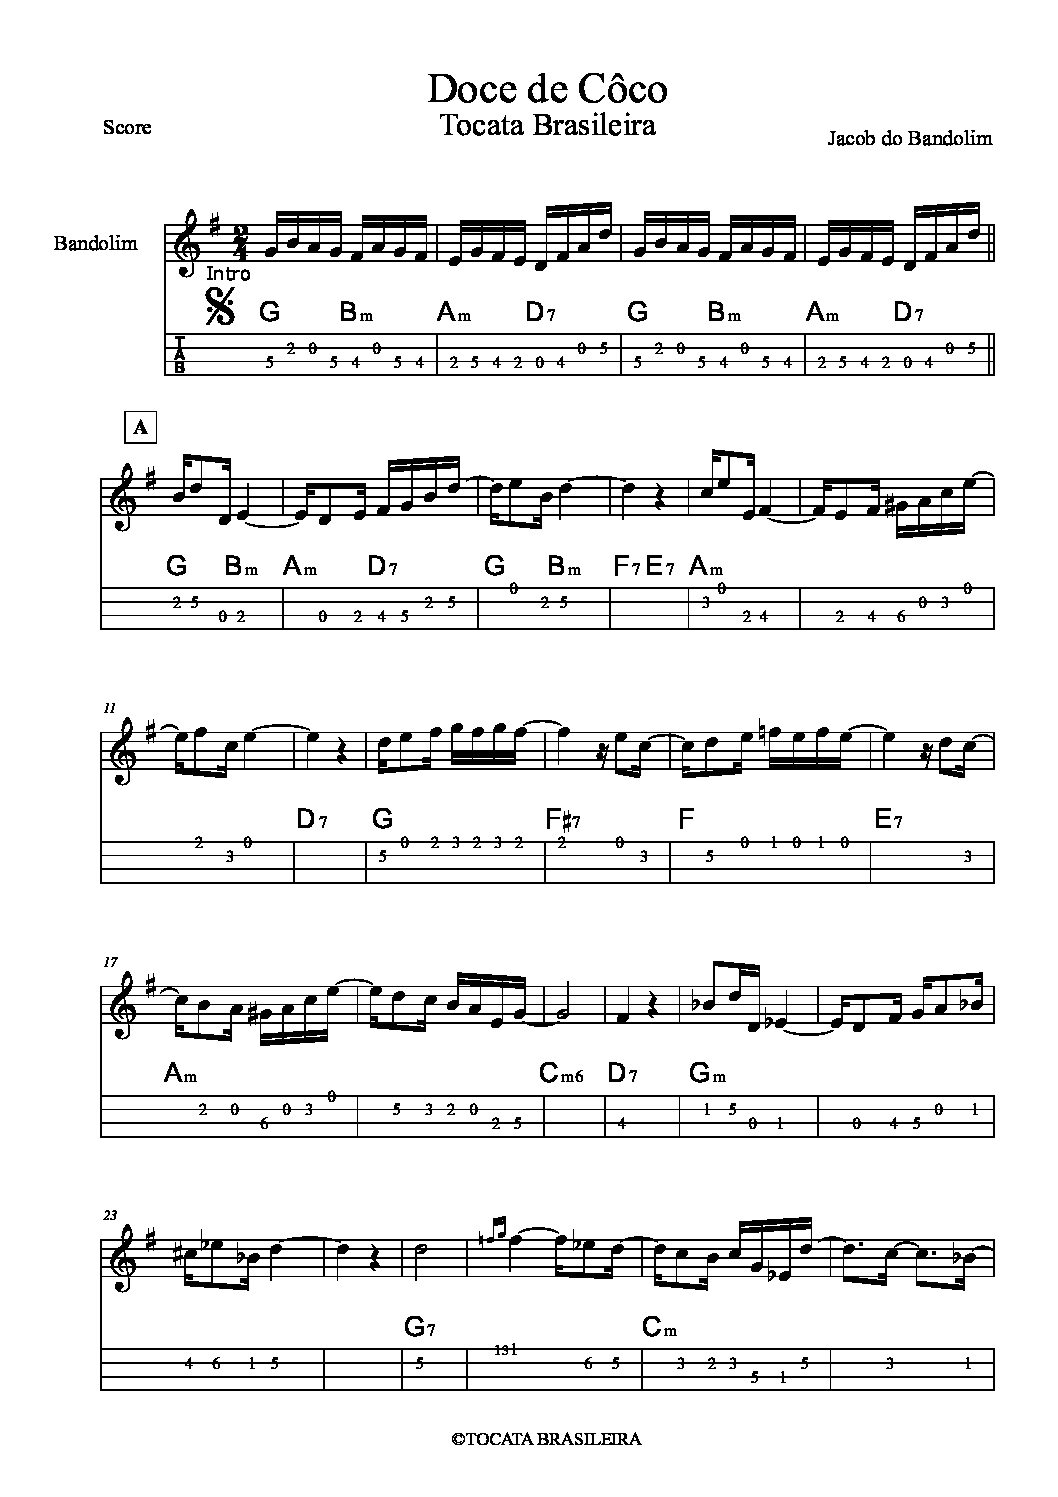 Doce de Côco
Score
Tocata Brasileira
Jacob do Bandolim
Bandolim
2
4
Intro
G Bm Am D7 G Bm Am D7
T
A
B
2 0 0 0 5 2 0 0 0 5
5 5 4 5 4 2 5 4 2 0 4 5 5 4 5 4 2 5 4 2 0 4
A
G Bm Am D7 G Bm F7 E7 Am
0 0 0
2 5 2 5 2 5 3 0 3
0 2 0 2 4 5 2 4 2 4 6
11
D7 G F#7 F E7
2 0 0 2 3 2 3 2 2 0 0 1 0 1 0
3 5 3 5 3
17
Am Cm6 D7 Gm
0
2 0 0 3 5 3 2 0 1 5 0 1
6 2 5 4 0 1 0 4 5
23
G7 Cm
131
4 6 1 5 5 6 5 3 2 3 5 3 1
5 1
©TOCATA BRASILEIRA